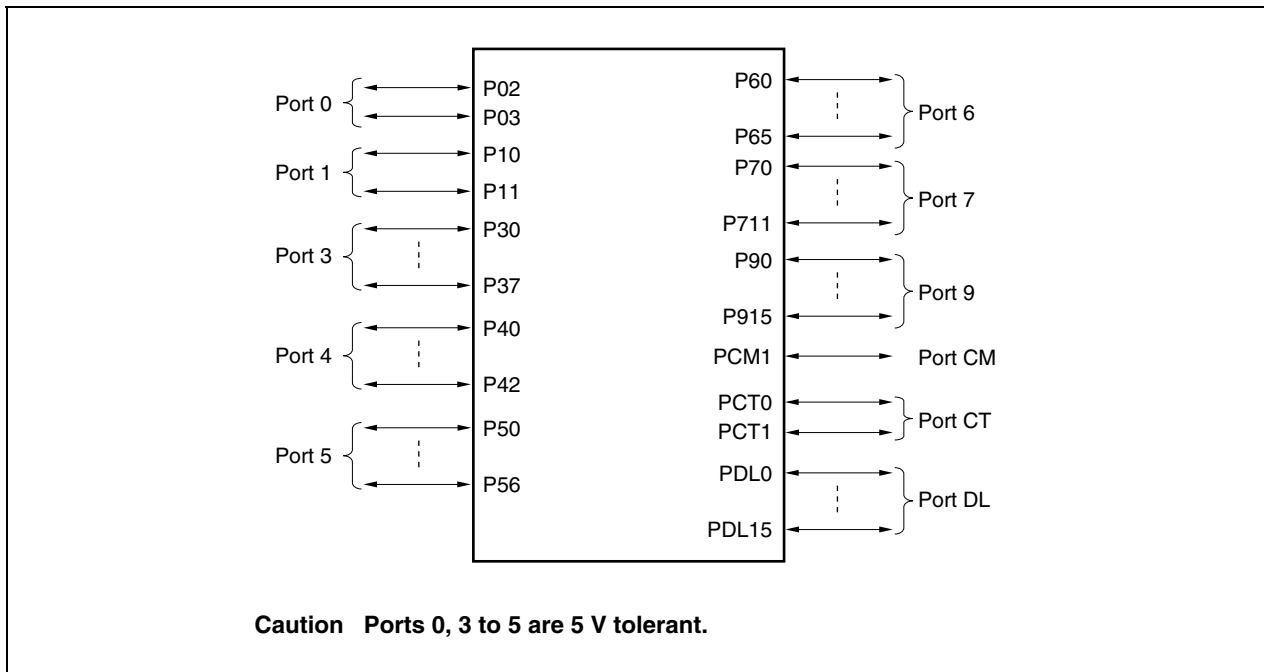 Port 0
P02
P03
Port 1
P10
P11
Port 3
P30
P37
Port 4
P40
P42
Port 5
P50
P56
P60
P65
Port 6
P70
P711
Port 7
P90
P915
Port 9
PCM1
Port CM
PCT0
PCT1
Port CT
PDL0
PDL15
Port DL
Caution Ports 0, 3 to 5 are 5 V tolerant.